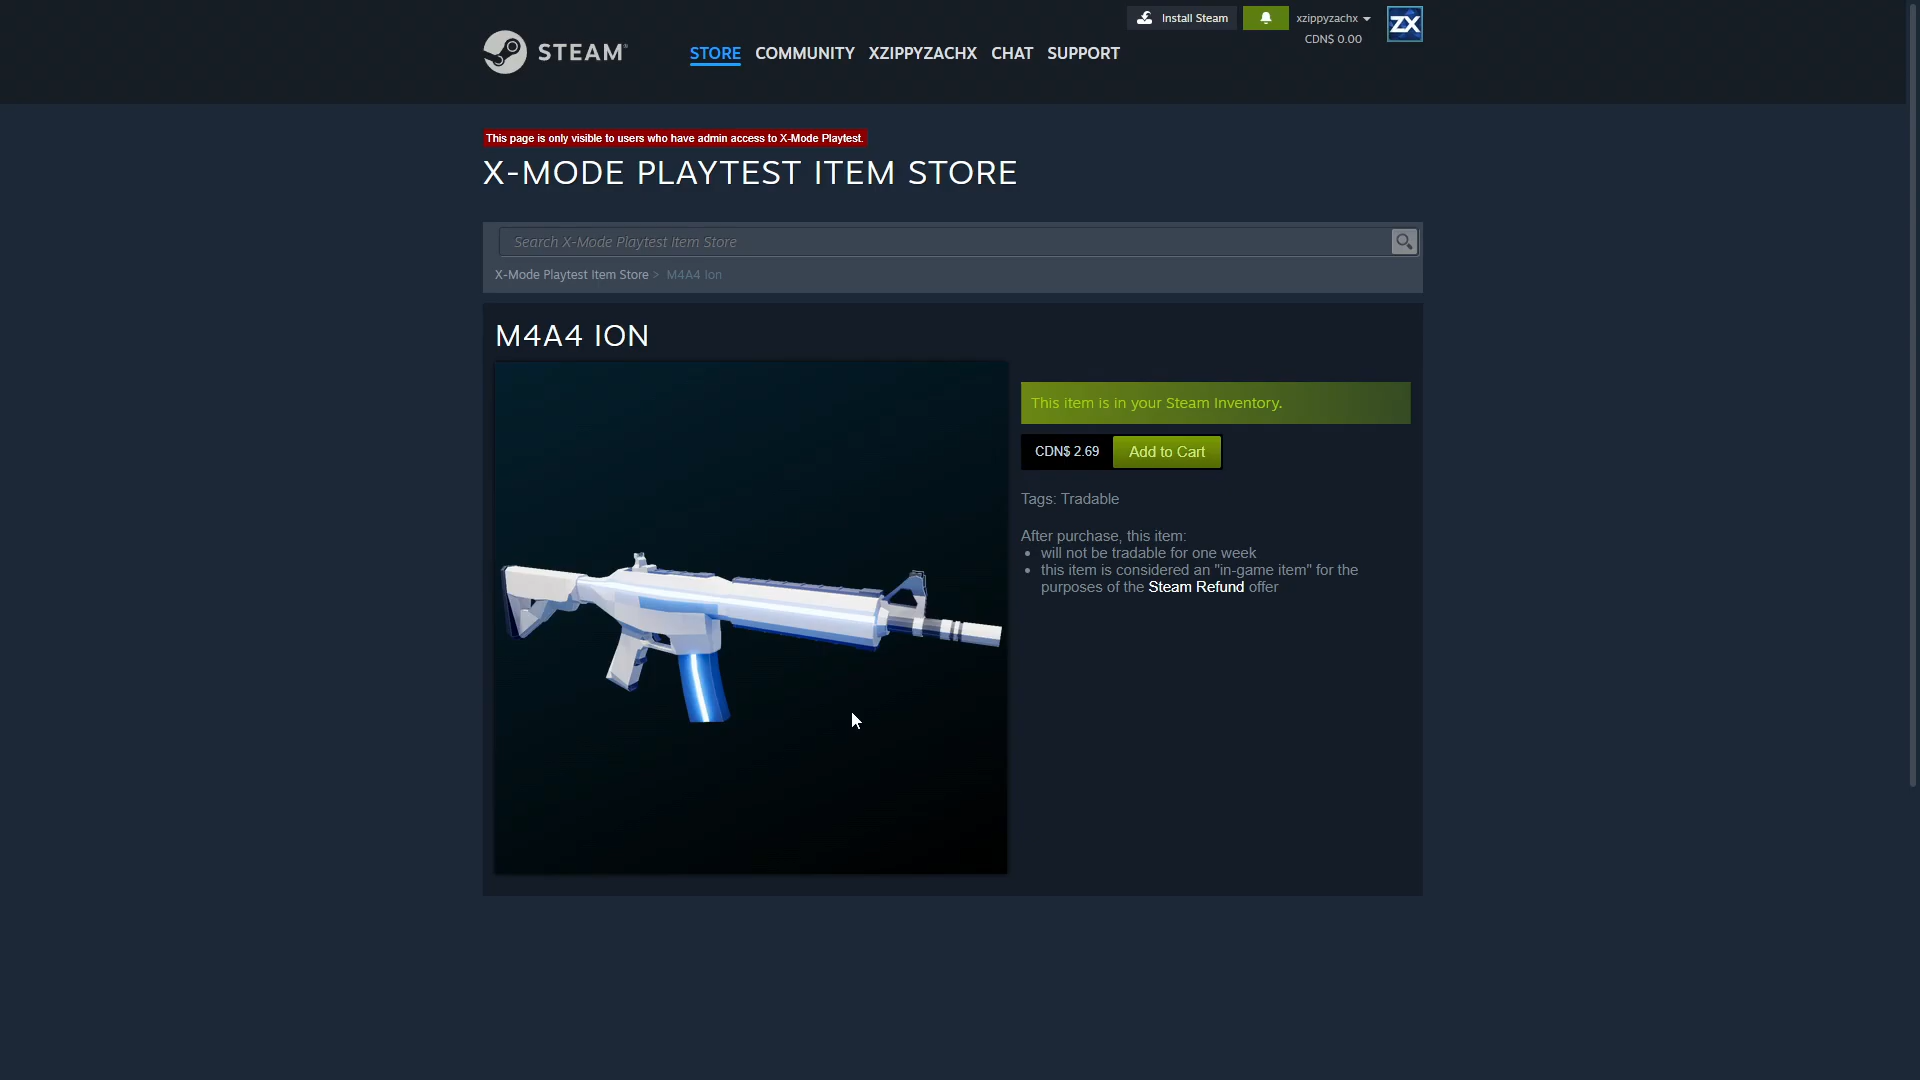 Install Steam
xzippyzachx
CDN$ 0.00
ZX
STEAM
STORE COMMUNITY XZIPPYZACHX CHAT SUPPORT
This page is only visible to users who have admin access to X-Mode Playtest.
X-MODE PLAYTEST ITEM STORE
Search X-Mode Playtest Item Store
X-Mode Playtest Item Store > M4A4 Ion
M4A4 ION
This item is in your Steam Inventory.
CDN$ 2.69 Add to Cart
Tags: Tradable
After purchase, this item:
• will not be tradable for one week
• this item is considered an "in-game item" for the
purposes of the Steam Refund offer